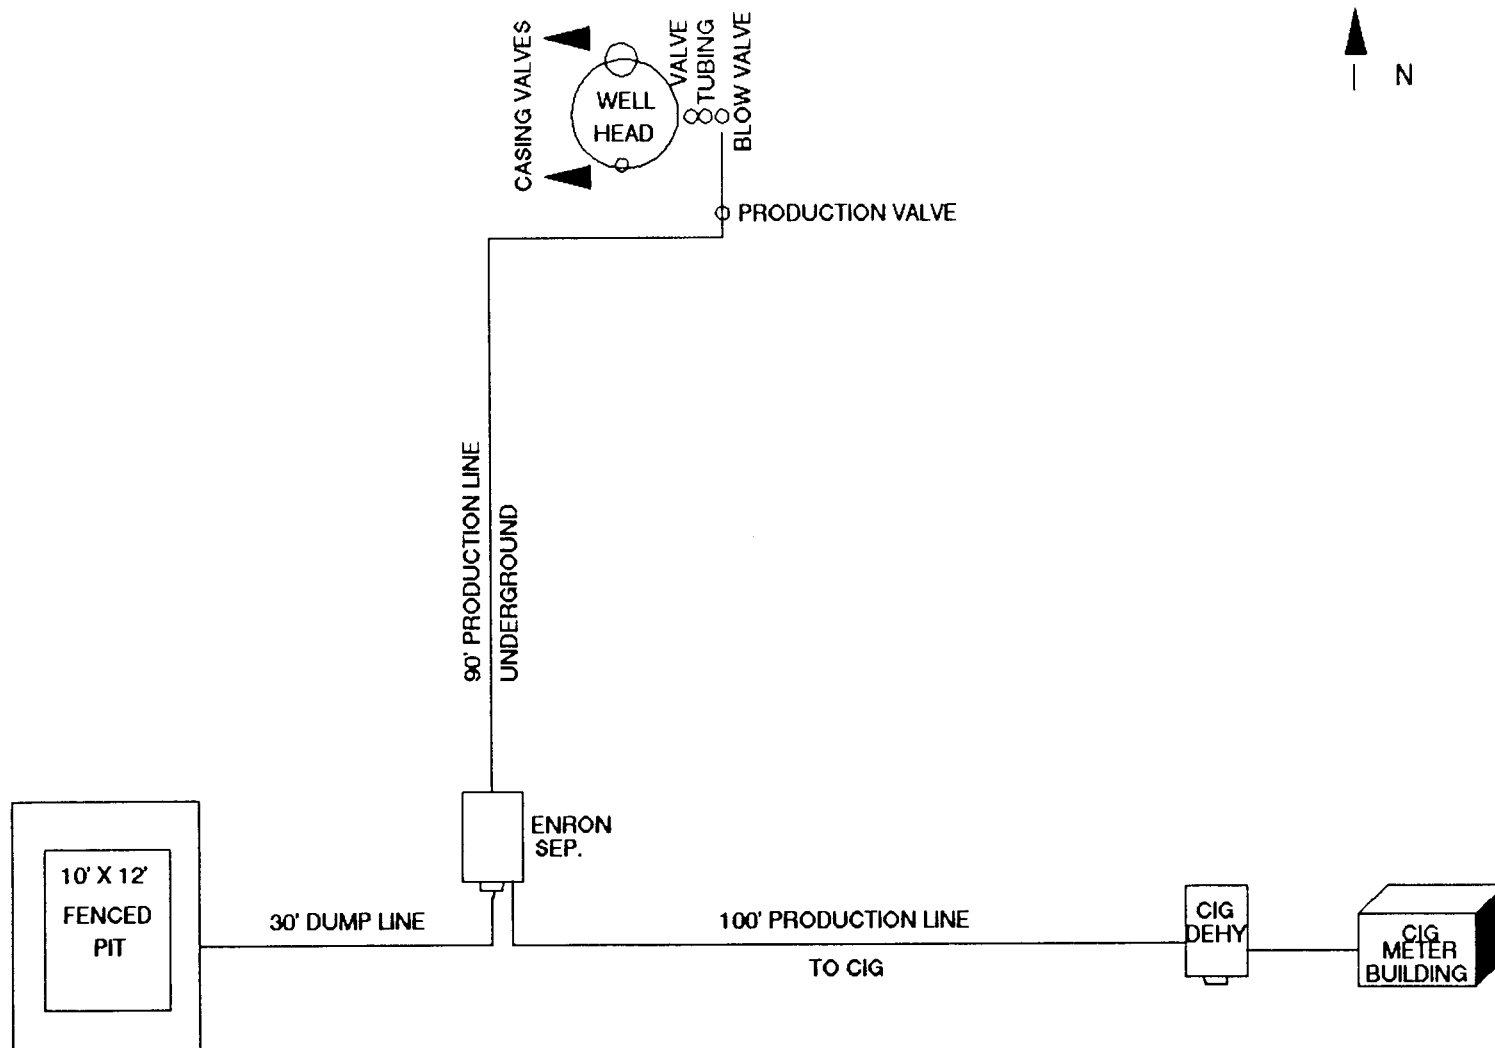 CASING VALVES
WELL
HEAD
VALVE
TUBING
BLOW VALVE
N
PRODUCTION VALVE
90' PRODUCTION LINE
UNDERGROUND
ENRON
SEP.
10' X 12'
FENCED
PIT
30' DUMP LINE
100' PRODUCTION LINE
TO CIG
CIG
DEHY
CIG
METER
BUILDING